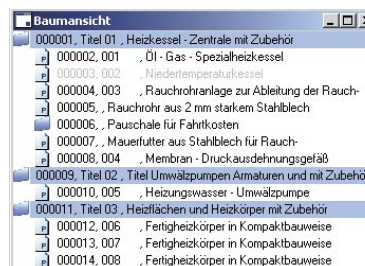 Baumansicht
000001, Titel 01 , Heizkessel - Zentrale mit Zubehör
000002, 001 , Öl - Gas - Spezialheizkessel
000003, 002 , Niedertemperaturkessel
000004, 003 , Rauchrohranlage zur Ableitung der Rauch-
000005, , Rauchrohr aus 2 mm starkem Stahlblech
000006, , Pauschale für Fahrtkosten
000007, , Mauerfutter aus Stahlblech für Rauch-
000008, 004 , Membran - Druckausdehnungsgefäß
000009, Titel 02 , Titel Umwälzpumpen Armaturen und mit Zubehö
000010, 005 , Heizungswasser - Umwälzpumpe
000011, Titel 03 , Heizflächen und Heizkörper mit Zubehör
000012, 006 , Fertigheizkörper in Kompaktbauweise
000013, 007 , Fertigheizkörper in Kompaktbauweise
000014, 008 , Fertigheizkörper in Kompaktbauweise